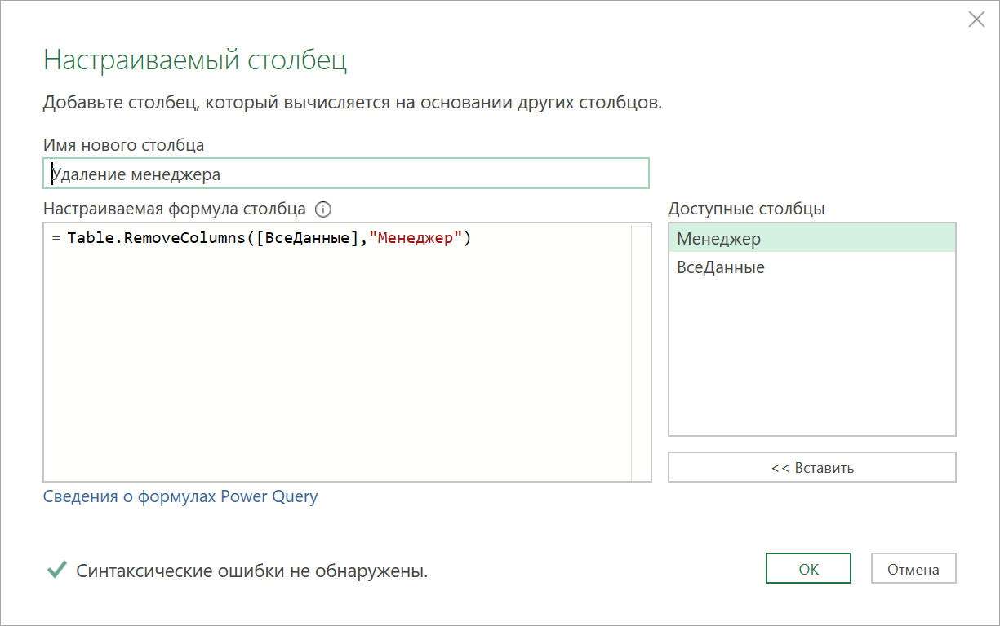 Настраиваемый столбец
Добавьте столбец, который вычисляется на основании других столбцов.
Имя нового столбца
Удаление менеджера
Настраиваемая формула столбца
= Table.RemoveColumns([ВсеДанные],"Менеджер")
Доступные столбцы
Менеджер
ВсеДанные
<< Вставить
Сведения о формулах Power Query
Синтаксические ошибки не обнаружены.
ОК
Отмена